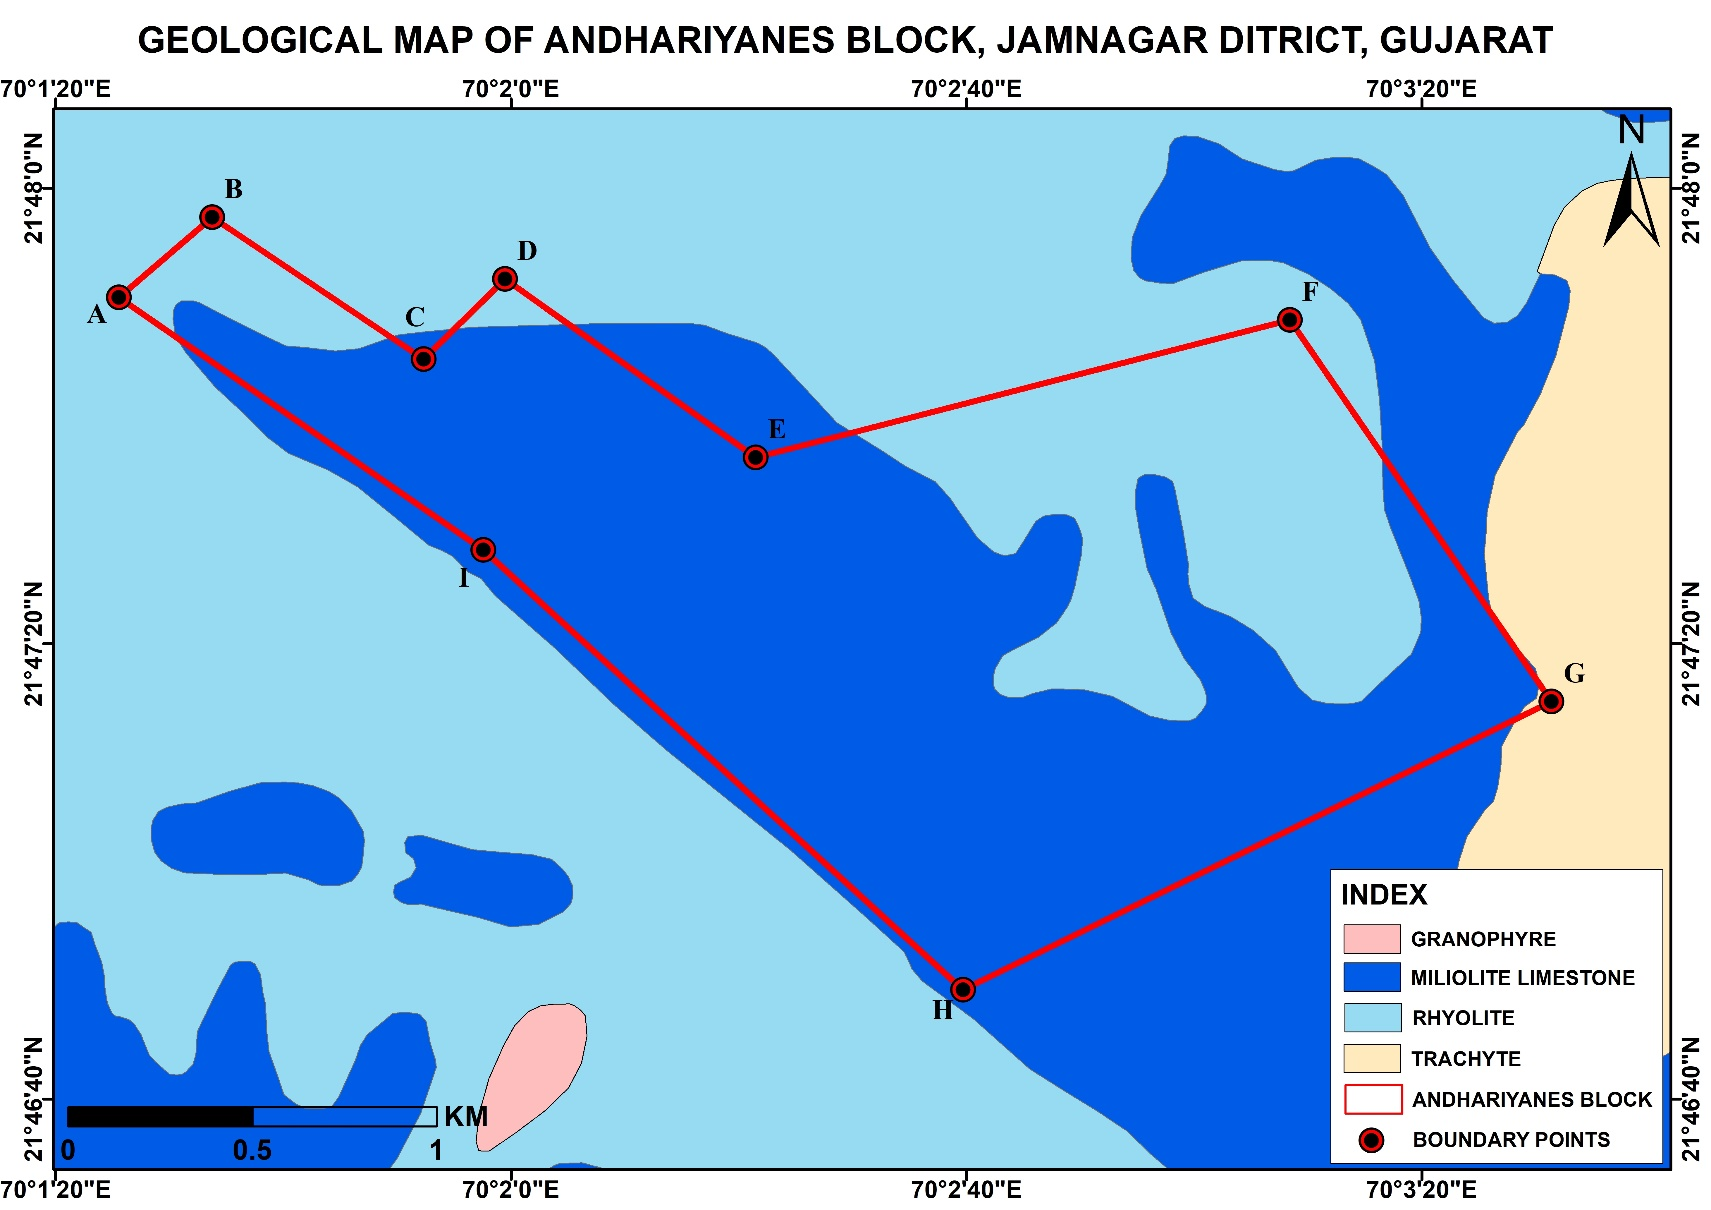 GEOLOGICAL MAP OF ANDHARIYANES BLOCK, JAMNAGAR DITRICT, GUJARAT
70°1'20"E 70°2'0"E 70°2'40"E 70°3'20"E
21°48'0"N
21°47'20"N
21°46'40"N
N
21°48'0"N
21°47'20"N
21°46'40"N
B
D
A
C
F
E
I
G
H
INDEX
GRANOPHYRE
MILIOLITE LIMESTONE
RHYOLITE
TRACHYTE
ANDHARIYANES BLOCK
BOUNDARY POINTS
KM
0 0.5 1
70°1'20"E 70°2'0"E 70°2'40"E 70°3'20"E